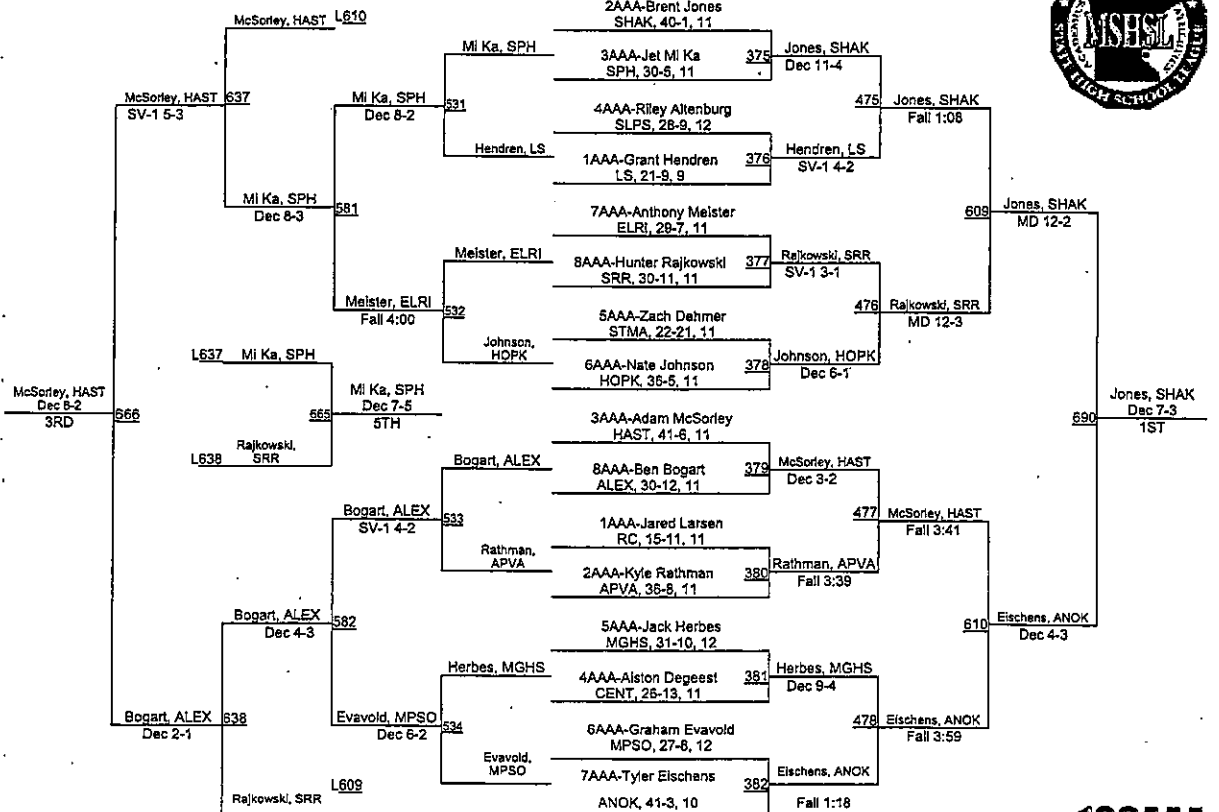 McSorley, HAST L610
McSorley, HAST 637
SV-1 5-3
Mi Ka, SPH
Dec 8-3
Mi Ka, SPH
Dec 8-2
581
Meister, ELRI
Fall 4:00
Mi Ka, SPH
531
Hendren, LS
Meister, ELRI
532
Johnson,
HOPK
L637 Mi Ka, SPH
Mi Ka, SPH
Dec 7-5
5TH
665
L638 Rajkowski,
SRR
McSorley, HAST
Dec 8-2
3RD
666
Bogart, ALEX
533
Rathman,
APVA
Bogart, ALEX
SV-1 4-2
Bogart, ALEX
Dec 4-3
582
Herbes, MGHS
534
Evavold,
MPSO
Evavold, MPSO
Dec 6-2
Bogart, ALEX 638
Dec 2-1
Rajkowski, SRR L609
2AAA-Brent Jones
SHAK, 40-1, 11
3AAA-Jet Mi Ka
SPH, 30-5, 11
375
4AAA-Riley Altenburg
SLPS, 28-9, 12
1AAA-Grant Hendren
LS, 21-9, 9
376
7AAA-Anthony Meister
ELRI, 29-7, 11
8AAA-Hunter Rajkowski
SRR, 30-11, 11
377
5AAA-Zach Dehmer
STMA, 22-21, 11
6AAA-Nate Johnson
HOPK, 36-5, 11
378
3AAA-Adam McSorley
HAST, 41-6, 11
8AAA-Ben Bogart
ALEX, 30-12, 11
379
1AAA-Jared Larsen
RC, 15-11, 11
2AAA-Kyle Rathman
APVA, 36-8, 11
380
5AAA-Jack Herbes
MGHS, 31-10, 12
4AAA-Alston Degeest
CENT, 26-13, 11
381
6AAA-Graham Evavold
MPSO, 27-8, 12
7AAA-Tyler Eischens
ANOK, 41-3, 10
382
Jones, SHAK
Dec 11-4
475
Hendren, LS
SV-1 4-2
Rajkowski, SRR
SV-1 3-1
476
Johnson, HOPK
Dec 6-1
McSorley, HAST
Dec 3-2
477
Rathman, APVA
Fall 3:39
Herbes, MGHS
Dec 9-4
478
Eischens, ANOK
Fall 1:18
Jones, SHAK
Fall 1:08
609
Rajkowski, SRR
MD 12-3
McSorley, HAST
Fall 3:41
610
Eischens, ANOK
Fall 3:59
Jones, SHAK
MD 12-2
690
Eischens, ANOK
Dec 4-3
Jones, SHAK
Dec 7-3
1ST
MSHSL
STATE HIGH SCHOOL LEAGUE